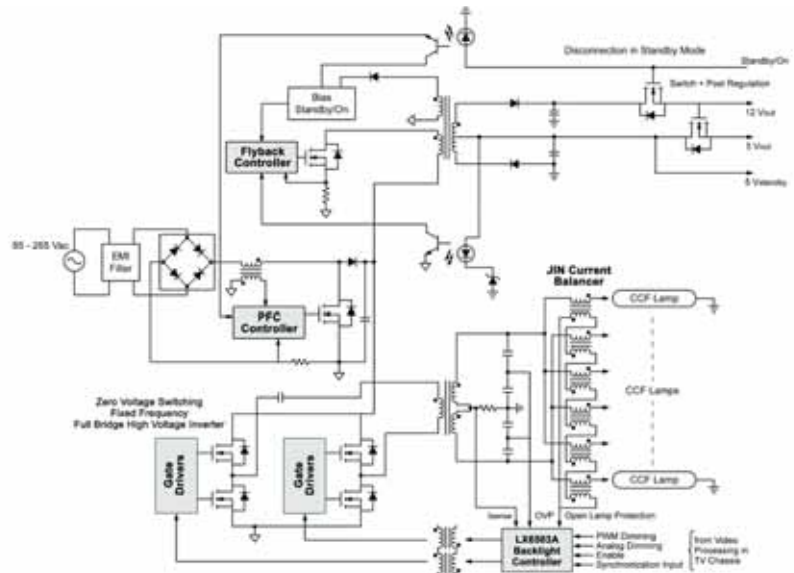 Disconnection in Standby Mode
Standby/On
Switch + Post Regulation
Bias
Standby/On
12 Vout
Flyback
Controller
5 Vout
5 Vstandby
85 - 265 Vac
EMI
Filter
JIN Current
Balancer
CCF Lamp
PFC
Controller
Zero Voltage Switching
Fixed Frequency
Full Bridge High Voltage Inverter
CCF Lamps
Gate
Drivers
Gate
Drivers
CCF Lamp
Isense
OVP
Open Lamp Protection
Backlight
Controller
PWM Dimming
Analog Dimming
Enable
Synchronization Input
from Video
Processing in
TV Chassis